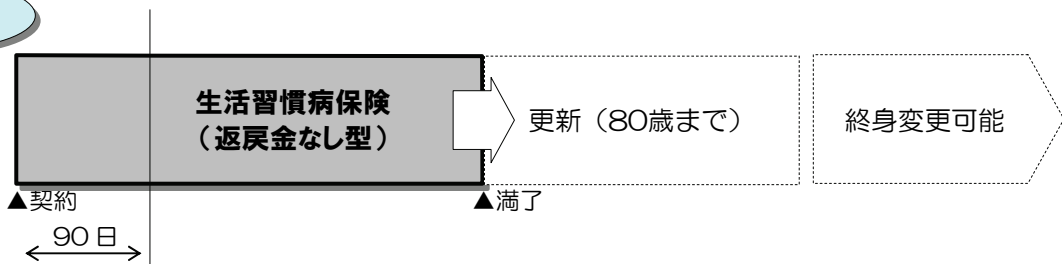 生活習慣病保険
（返戻金なし型）
更新（80歳まで）
終身変更可能
▲契約
▲満了
90日